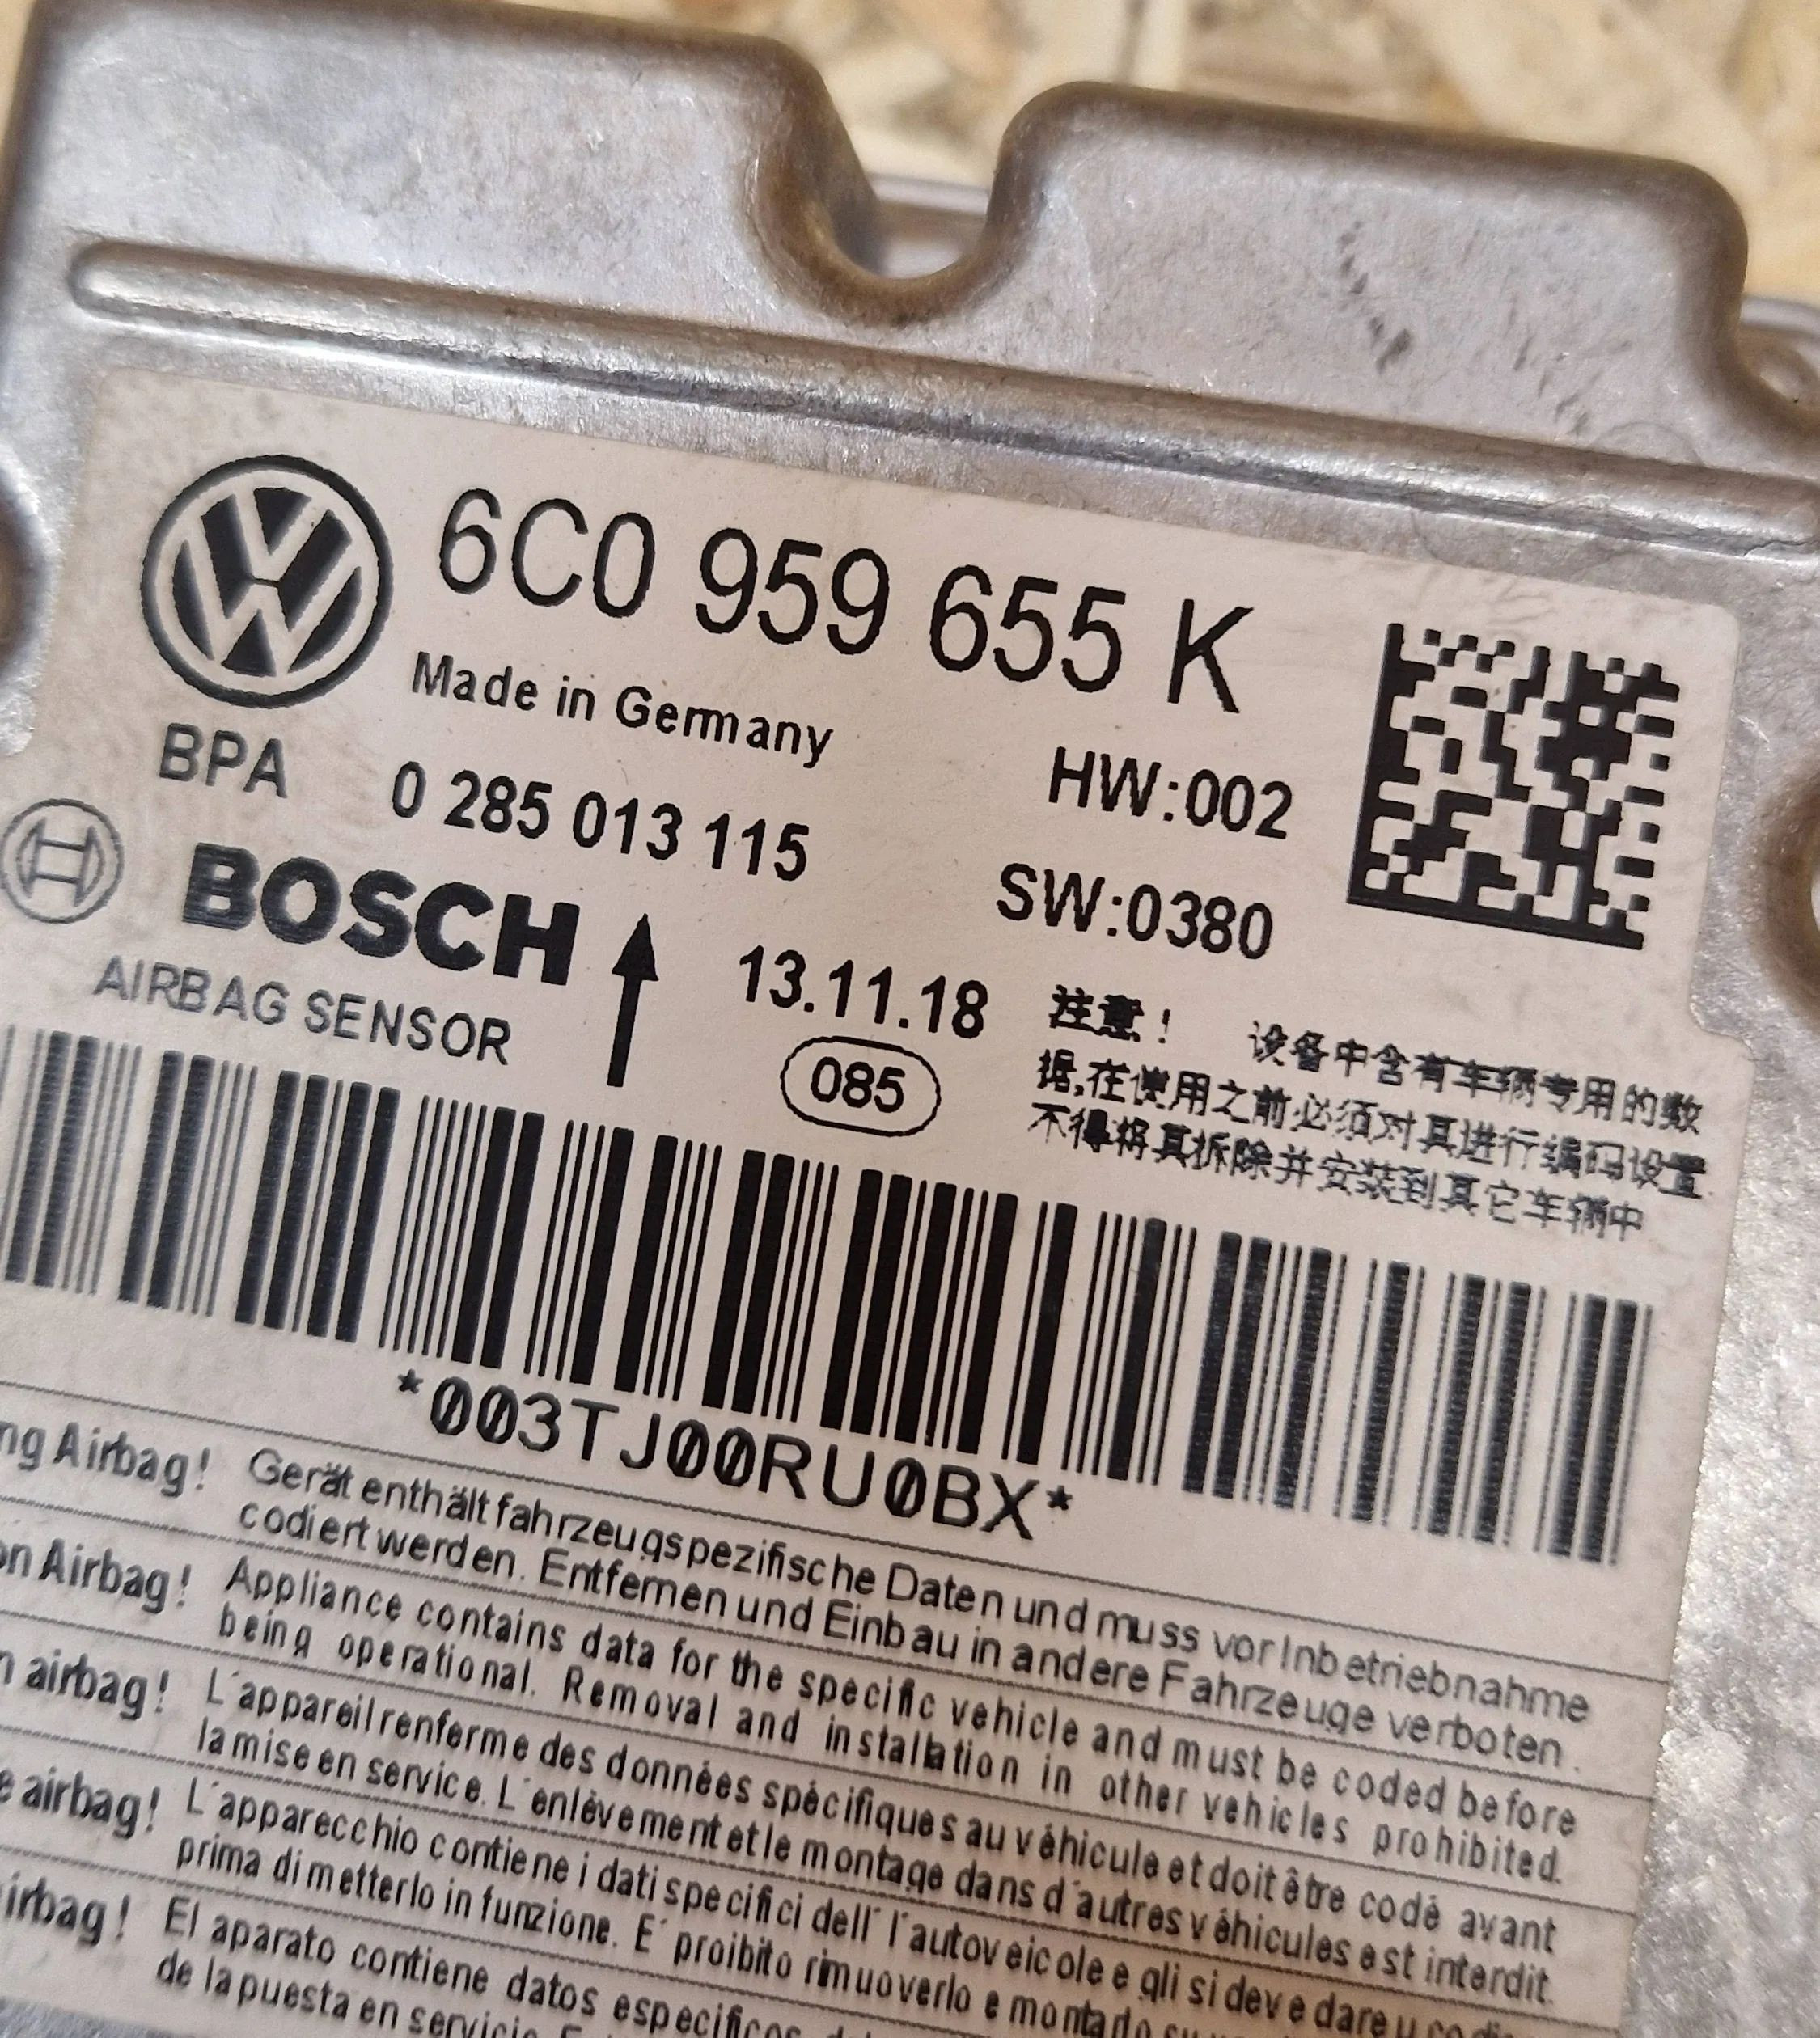 6C0 959 655 K
Made in Germany
BPA 0 285 013 115 HW:002
BOSCH SW:0380
AIRBAG SENSOR 13.11.18
085
注意！ 设备中含有车辆专用的数
据,在使用之前必须对其进行编码设置
不得将其拆除并安装到其它车辆中
*003TJ00RU0BX*
Airbag! Gerät enthält fahrzeugspezifische Daten und muss vor Inbetriebnahme
codiert werden. Entfernen und Einbau in andere Fahrzeuge verboten.
Airbag! Appliance contains data for the specific vehicle and must be coded before
being operational. Removal and installation in other vehicles prohibited.
airbag! L´appareil renferme des données spécifiques au véhicule et doit être codé avant
la mise en service. L´enlèvement et le montage dans d´autres véhicules est interdit.
airbag! L´apparecchio contiene i dati specifici dell´ l´autoveicole e gli si deve dare u
prima di metterlo in funzione. E´ proibito rimuoverlo e montado
El aparato contiene datos específicos
de la puesta en servicio.